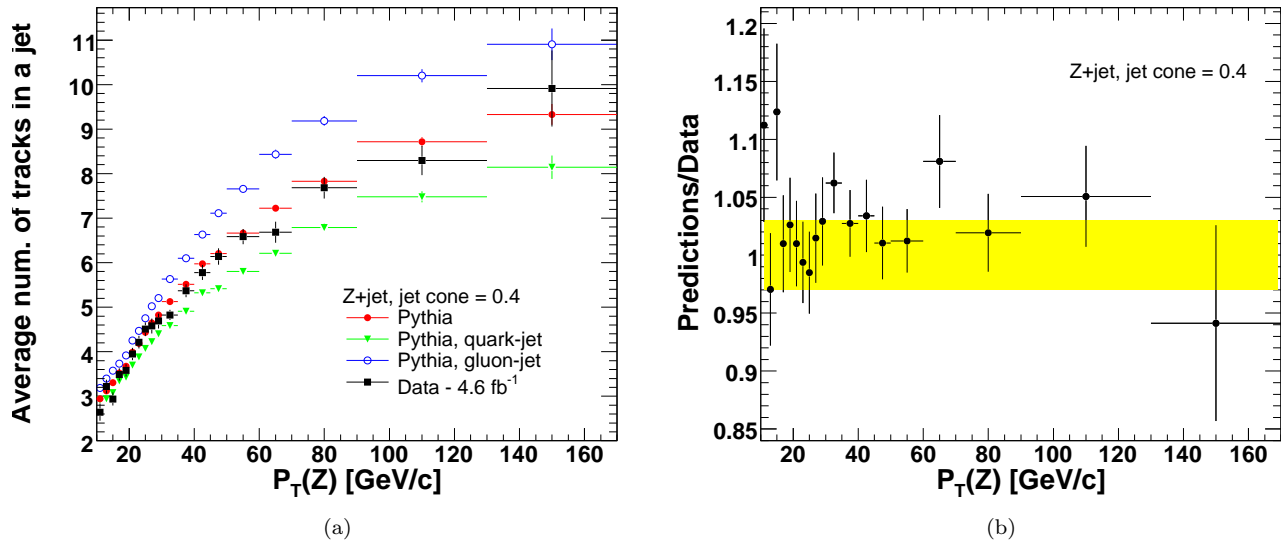 Average num. of tracks in a jet
11
10
9
8
7
6
5
4
3
2
Z+jet, jet cone = 0.4
Pythia
Pythia, quark-jet
Pythia, gluon-jet
Data - 4.6 fb⁻¹
20 40 60 80 100 120 140 160
P_T(Z) [GeV/c]
(a)
Predictions/Data
1.2
1.15
1.1
1.05
1
0.95
0.9
0.85
Z+jet, jet cone = 0.4
20 40 60 80 100 120 140 160
P_T(Z) [GeV/c]
(b)